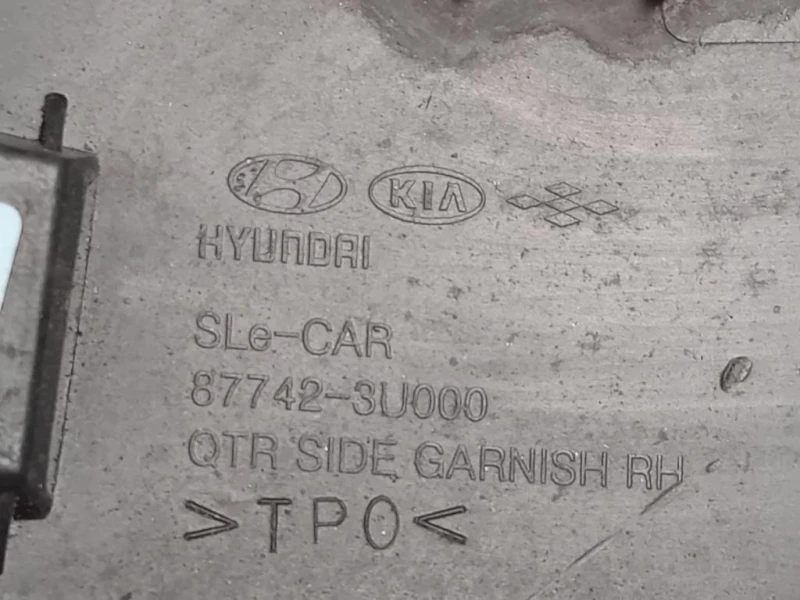 KIA
HYUNDAI
SLe-CAR
87742-3U000
QTR SIDE GARNISH RH
>TPO<